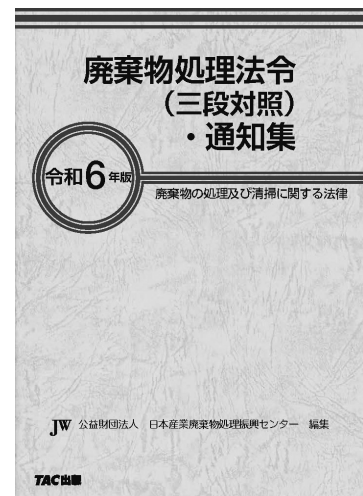 廃棄物処理法令
（三段対照）
・通知集
令和6年版
廃棄物の処理及び清掃に関する法律
JW 公益財団法人 日本産業廃棄物処理振興センター 編集
TAC出版